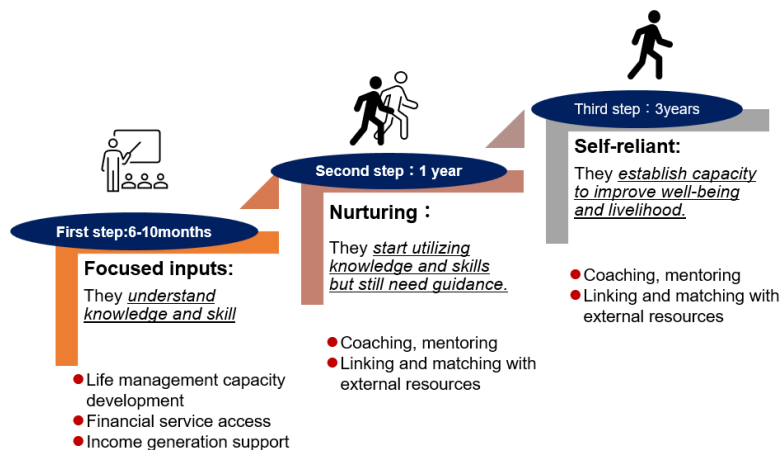 First step:6-10months
Focused inputs:
They understand
knowledge and skill
●Life management capacity
development
●Financial service access
●Income generation support
Second step：1 year
Nurturing：
They start utilizing
knowledge and skills
but still need guidance.
●Coaching, mentoring
●Linking and matching with
external resources
Third step：3years
Self-reliant:
They establish capacity
to improve well-being
and livelihood.
●Coaching, mentoring
●Linking and matching with
external resources